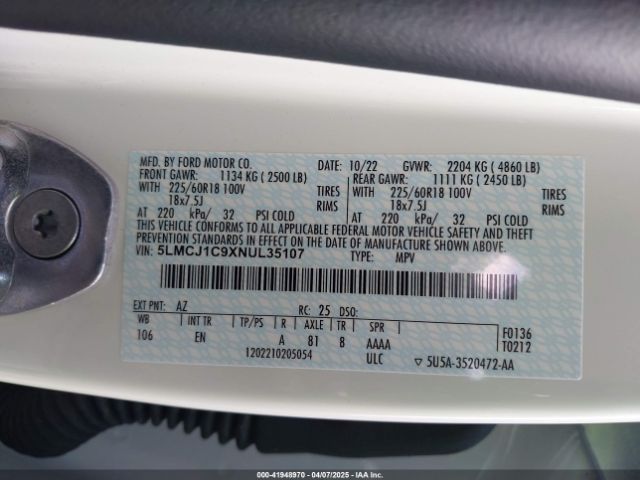 MFD. BY FORD MOTOR CO. DATE: 10/22 GVWR: 2204 KG ( 4860 LB)
FRONT GAWR: 1134 KG ( 2500 LB) REAR GAWR: 1111 KG ( 2450 LB)
WITH 225/60R18 100V TIRES WITH 225/60R18 100V TIRES
18x7.5J RIMS 18x7.5J RIMS
AT 220 kPa/ 32 PSI COLD AT 220 kPa/ 32 PSI COLD
THIS VEHICLE CONFORMS TO ALL APPLICABLE FEDERAL MOTOR VEHICLE SAFETY AND THEFT
PREVENTION STANDARDS IN EFFECT ON THE DATE OF MANUFACTURE SHOWN ABOVE.
VIN: 5LMCJ1C9XNUL35107 TYPE: MPV
EXT PNT: AZ RC: 25 DSO:
WB INT TR TP/PS R AXLE TR SPR F0136
106 EN A 81 8 AAAA T0212
1202210205054 ULC ▽ 5U5A-3520472-AA
000-41948970 - 04/07/2025 - IAAI.COM